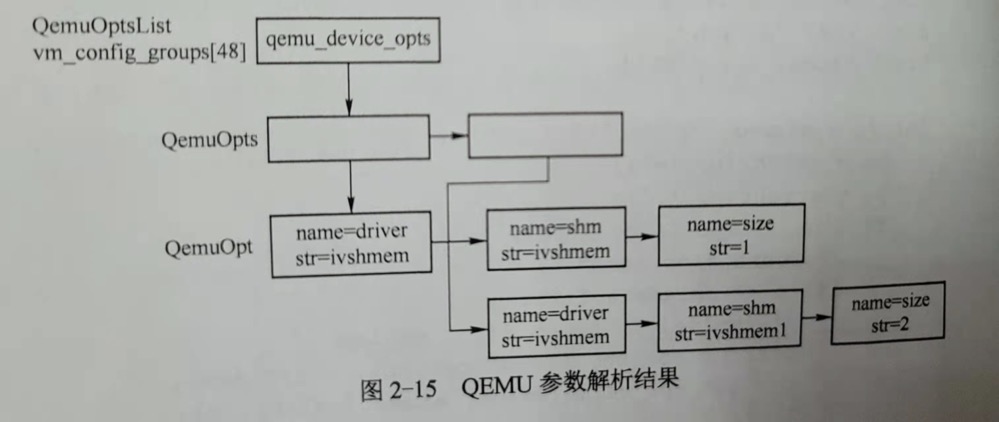 QemuOptsList
vm_config_groups[48]
qemu_device_opts
QemuOpts
QemuOpt
name=driver
str=ivshmem
name=shm
str=ivshmem
name=size
str=1
name=driver
str=ivshmem
name=shm
str=ivshmem1
name=size
str=2
图 2-15 QEMU 参数解析结果